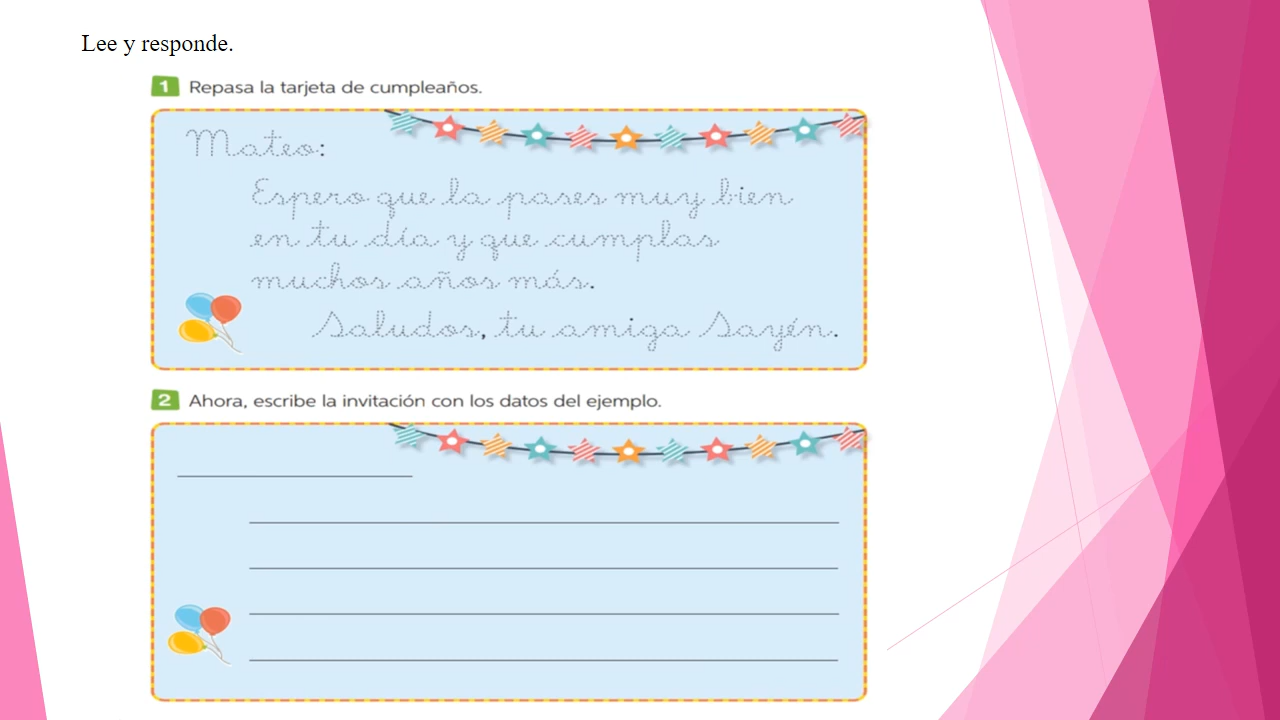 Lee y responde.
1 Repasa la tarjeta de cumpleaños.
Mateo:
Espero que la pases muy bien
en tu día y que cumplas
muchos años más.
Saludos, tu amiga Sayén.
2 Ahora, escribe la invitación con los datos del ejemplo.